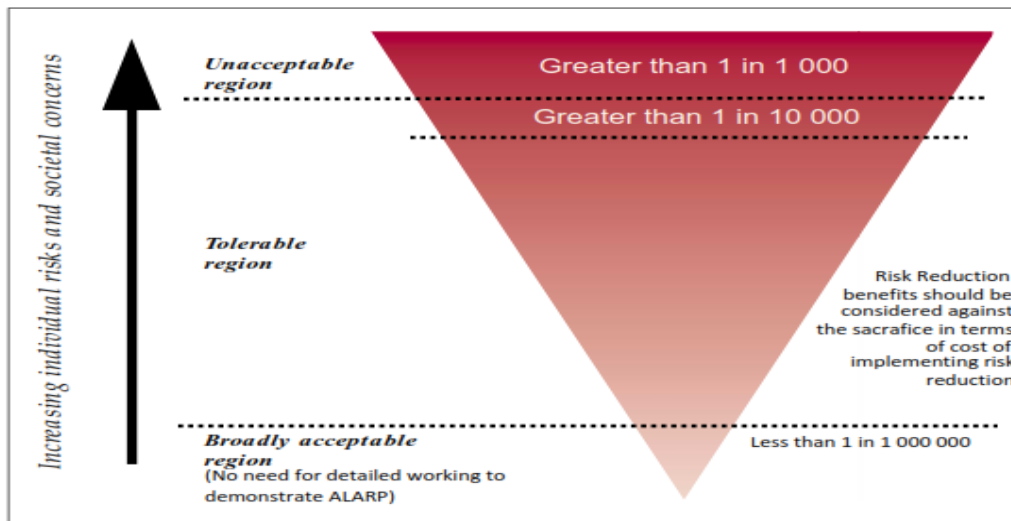 Increasing individual risks and societal concerns
Unacceptable
region
Greater than 1 in 1 000
Greater than 1 in 10 000
Tolerable
region
Risk Reduction
benefits should be
considered against
the sacrafice in terms
of cost of
implementing risk
reduction
Broadly acceptable
region
(No need for detailed working to
demonstrate ALARP)
Less than 1 in 1 000 000